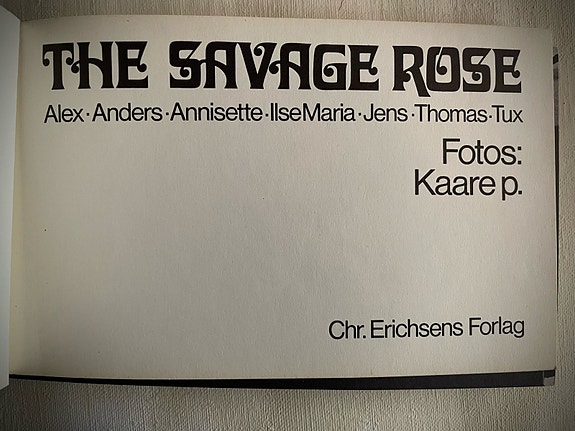 THE SAVAGE ROSE
Alex·Anders·Annisette·IlseMaria·Jens·Thomas·Tux
Fotos:
Kaare p.
Chr. Erichsens Forlag